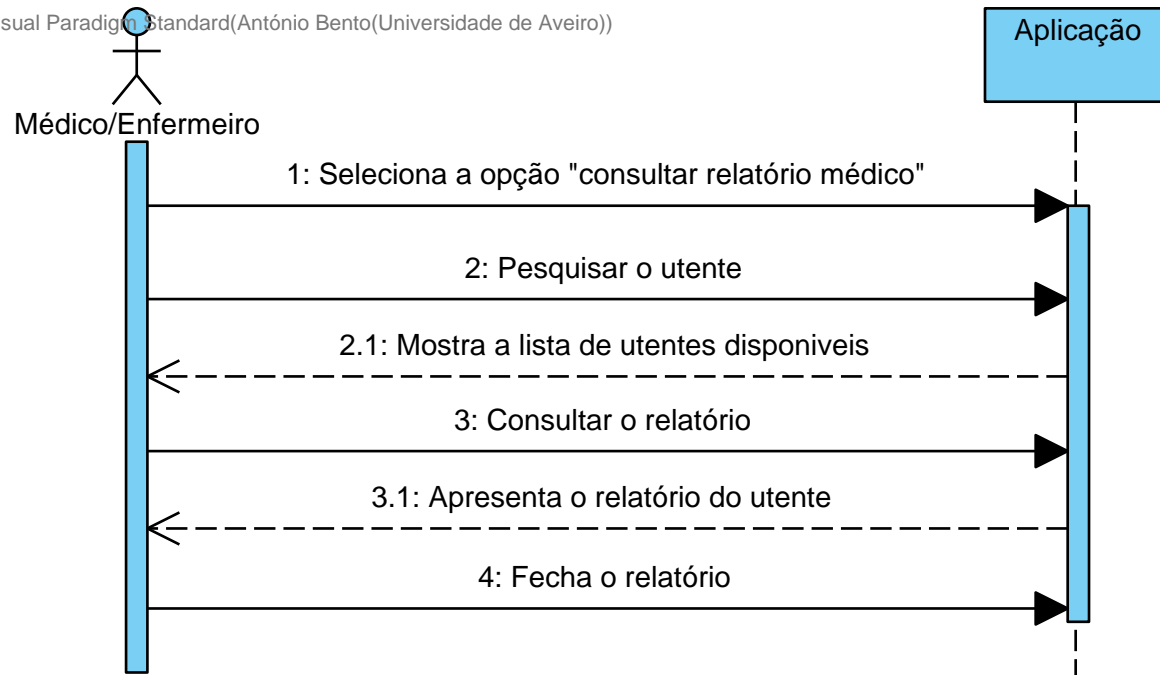 sual Paradigm Standard(António Bento(Universidade de Aveiro))
Aplicação
Médico/Enfermeiro
1: Seleciona a opção "consultar relatório médico"
2: Pesquisar o utente
2.1: Mostra a lista de utentes disponiveis
3: Consultar o relatório
3.1: Apresenta o relatório do utente
4: Fecha o relatório